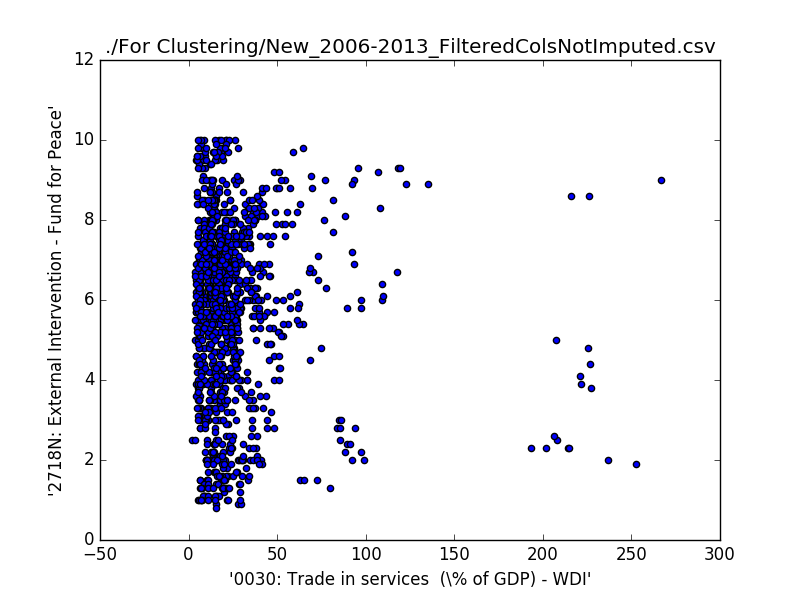 ./For Clustering/New_2006-2013_FilteredColsNotImputed.csv
12
10
8
6
4
2
0
'2718N: External Intervention - Fund for Peace'
−50 0 50 100 150 200 250 300
'0030: Trade in services  (\% of GDP) - WDI'